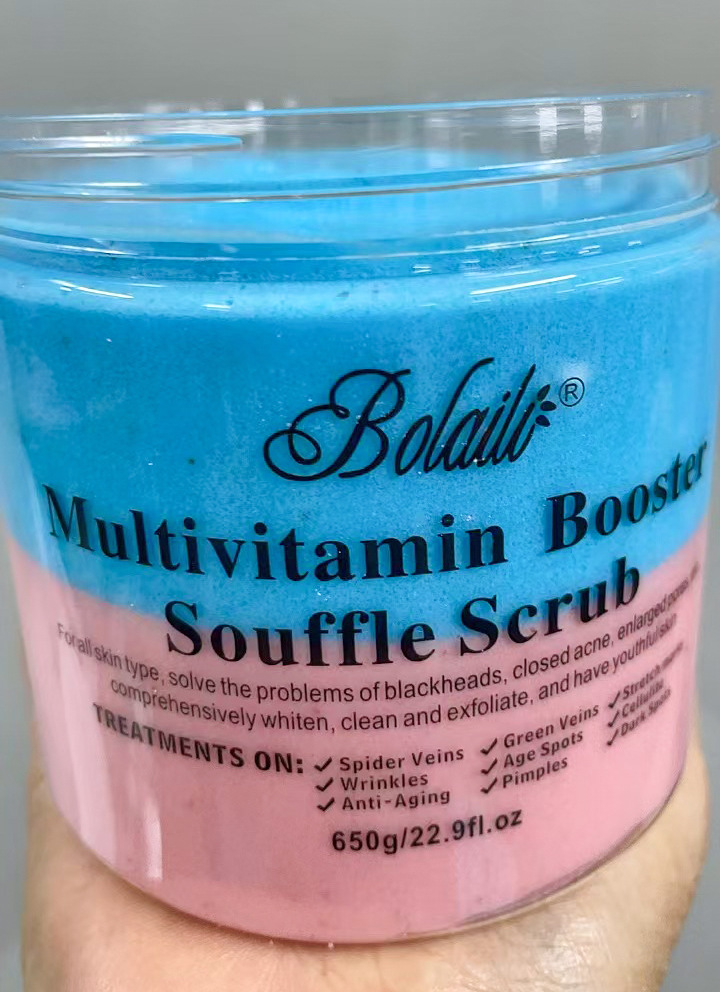 Bolaili®
Multivitamin Booster
Souffle Scrub
For all skin type, solve the problems of blackheads, closed acne, enlarged pores,
comprehensively whiten, clean and exfoliate, and have youthful skin
TREATMENTS ON:
✓ Spider Veins
✓ Wrinkles
✓ Anti-Aging
✓ Green Veins
✓ Age Spots
✓ Pimples
✓ Stretch marks
✓ Cellulite
✓ Dark Spots
650g/22.9fl.oz